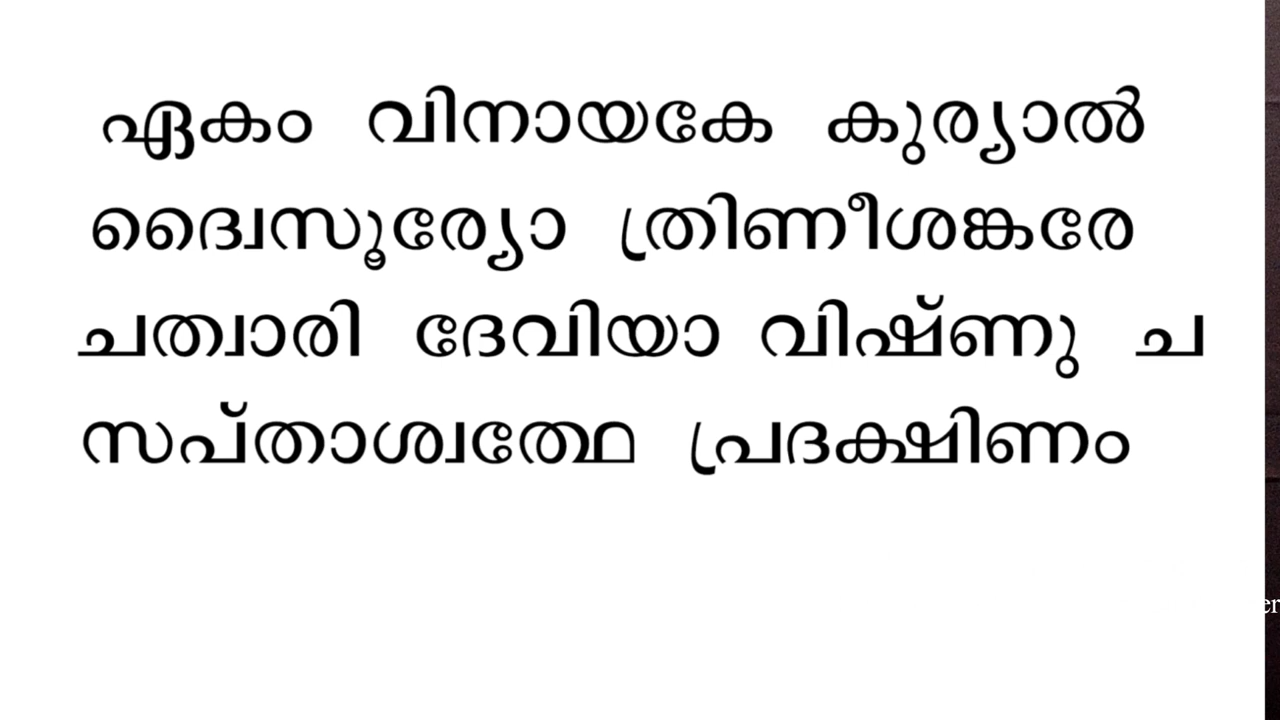 ഏകം വിനായകേ കുര്യാൽ
ദ്വൈസൂര്യോ ത്രിണീശങ്കരേ
ചത്വാരി ദേവിയാ വിഷ്ണു ച
സപ്താശ്വത്ഥേ പ്രദക്ഷിണം